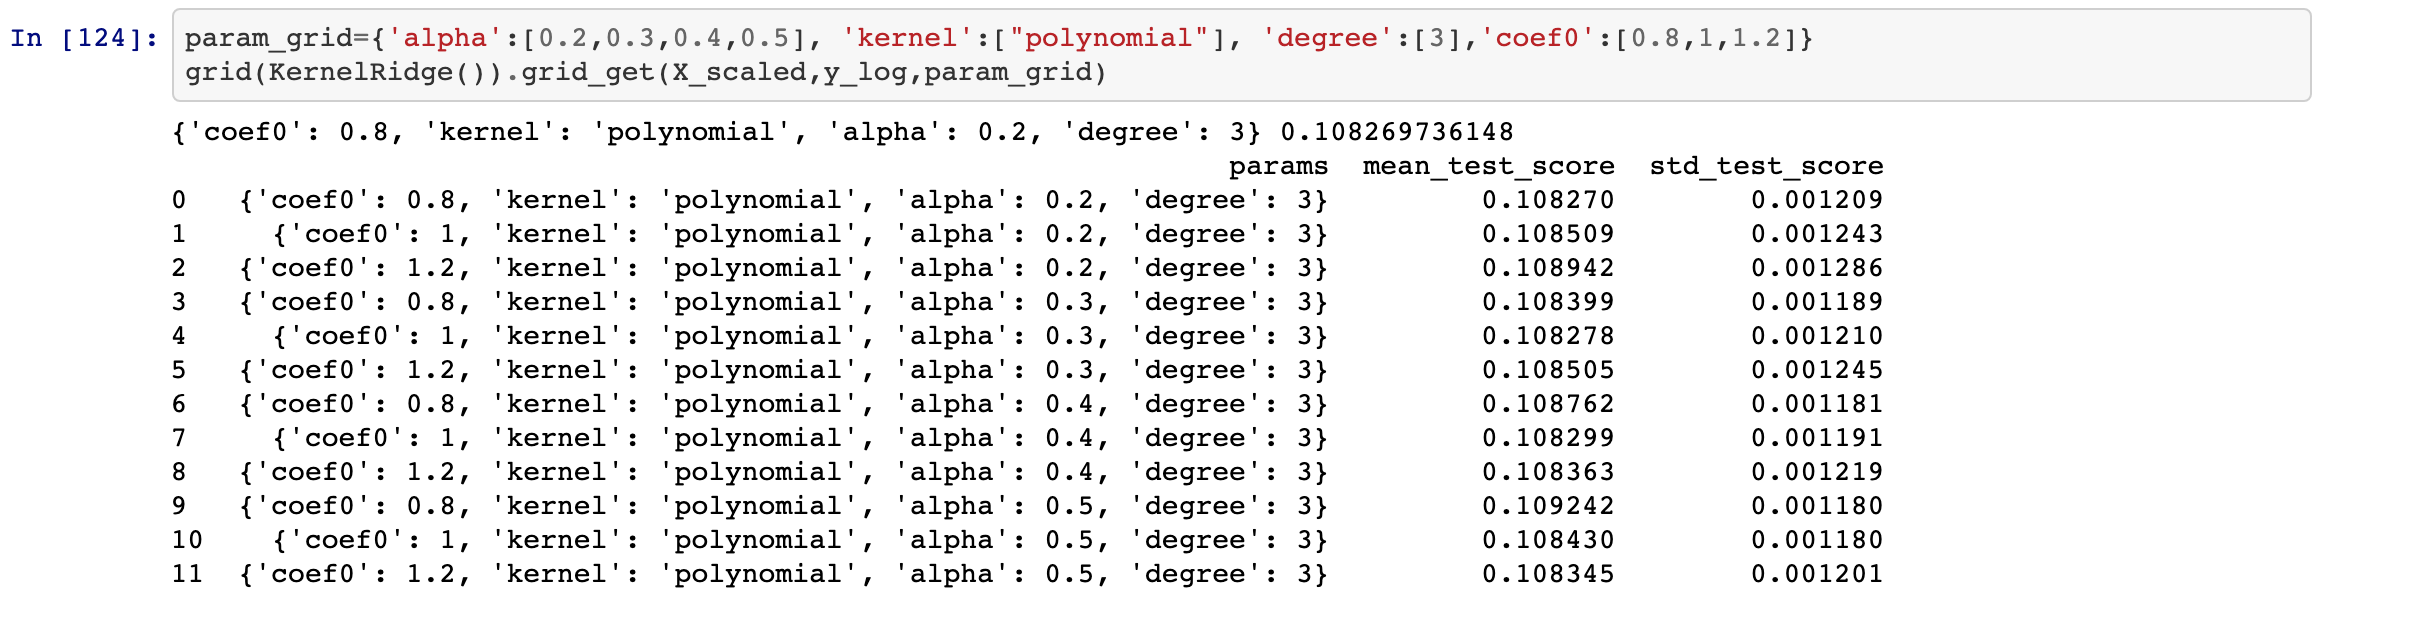 In [124]: param_grid={'alpha':[0.2,0.3,0.4,0.5], 'kernel':["polynomial"], 'degree':[3],'coef0':[0.8,1,1.2]}
grid(KernelRidge()).grid_get(X_scaled,y_log,param_grid)
{'coef0': 0.8, 'kernel': 'polynomial', 'alpha': 0.2, 'degree': 3} 0.108269736148
params mean_test_score std_test_score
0 {'coef0': 0.8, 'kernel': 'polynomial', 'alpha': 0.2, 'degree': 3} 0.108270 0.001209
1 {'coef0': 1, 'kernel': 'polynomial', 'alpha': 0.2, 'degree': 3} 0.108509 0.001243
2 {'coef0': 1.2, 'kernel': 'polynomial', 'alpha': 0.2, 'degree': 3} 0.108942 0.001286
3 {'coef0': 0.8, 'kernel': 'polynomial', 'alpha': 0.3, 'degree': 3} 0.108399 0.001189
4 {'coef0': 1, 'kernel': 'polynomial', 'alpha': 0.3, 'degree': 3} 0.108278 0.001210
5 {'coef0': 1.2, 'kernel': 'polynomial', 'alpha': 0.3, 'degree': 3} 0.108505 0.001245
6 {'coef0': 0.8, 'kernel': 'polynomial', 'alpha': 0.4, 'degree': 3} 0.108762 0.001181
7 {'coef0': 1, 'kernel': 'polynomial', 'alpha': 0.4, 'degree': 3} 0.108299 0.001191
8 {'coef0': 1.2, 'kernel': 'polynomial', 'alpha': 0.4, 'degree': 3} 0.108363 0.001219
9 {'coef0': 0.8, 'kernel': 'polynomial', 'alpha': 0.5, 'degree': 3} 0.109242 0.001180
10 {'coef0': 1, 'kernel': 'polynomial', 'alpha': 0.5, 'degree': 3} 0.108430 0.001180
11 {'coef0': 1.2, 'kernel': 'polynomial', 'alpha': 0.5, 'degree': 3} 0.108345 0.001201